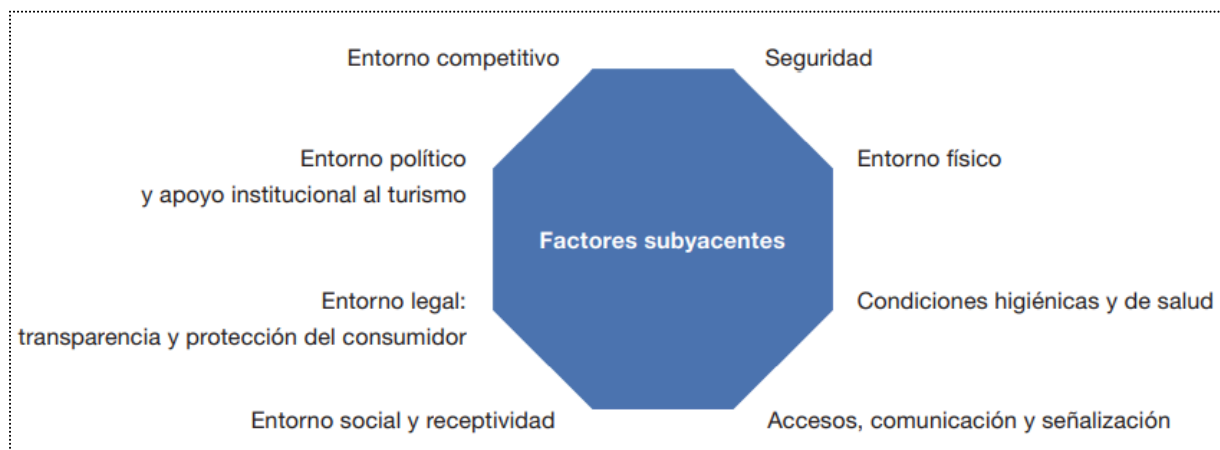 Entorno competitivo
Seguridad
Entorno político
y apoyo institucional al turismo
Entorno físico
Factores subyacentes
Entorno legal:
transparencia y protección del consumidor
Condiciones higiénicas y de salud
Entorno social y receptividad
Accesos, comunicación y señalización